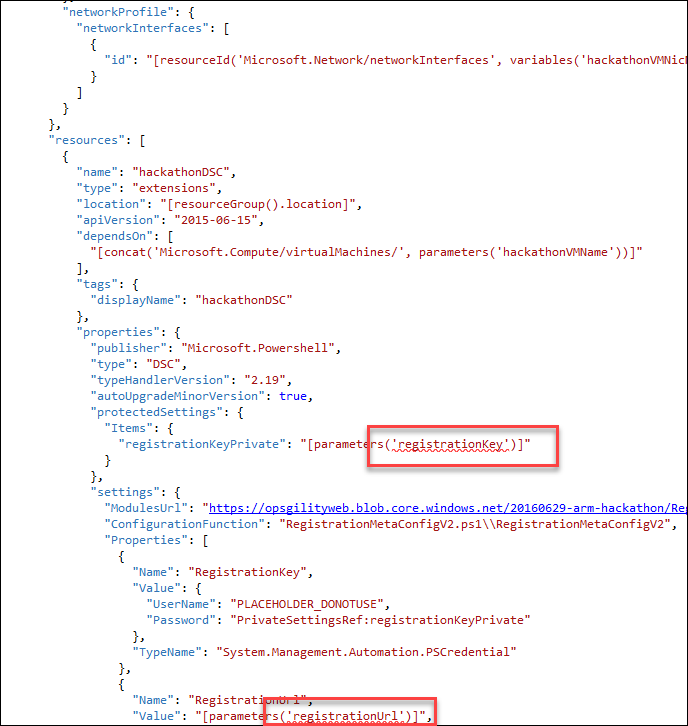 "networkProfile": {
"networkInterfaces": [
{
"id": "[resourceId('Microsoft.Network/networkInterfaces', variables('hackathonVMNic
}
]
}
},
"resources": [
{
"name": "hackathonDSC",
"type": "extensions",
"location": "[resourceGroup().location]",
"apiVersion": "2015-06-15",
"dependsOn": [
"[concat('Microsoft.Compute/virtualMachines/', parameters('hackathonVMName'))]"
],
"tags": {
"displayName": "hackathonDSC"
},
"properties": {
"publisher": "Microsoft.Powershell",
"type": "DSC",
"typeHandlerVersion": "2.19",
"autoUpgradeMinorVersion": true,
"protectedSettings": {
"Items": {
"registrationKeyPrivate": "[parameters('registrationKey')]"
}
},
"settings": {
"ModulesUrl": "https://opsgilityweb.blob.core.windows.net/20160629-arm-hackathon/Reg
"ConfigurationFunction": "RegistrationMetaConfigV2.ps1\\RegistrationMetaConfigV2",
"Properties": [
{
"Name": "RegistrationKey",
"Value": {
"UserName": "PLACEHOLDER_DONOTUSE",
"Password": "PrivateSettingsRef:registrationKeyPrivate"
},
"TypeName": "System.Management.Automation.PSCredential"
},
{
"Name": "RegistrationUrl",
"Value": "[parameters('registrationUrl')]",